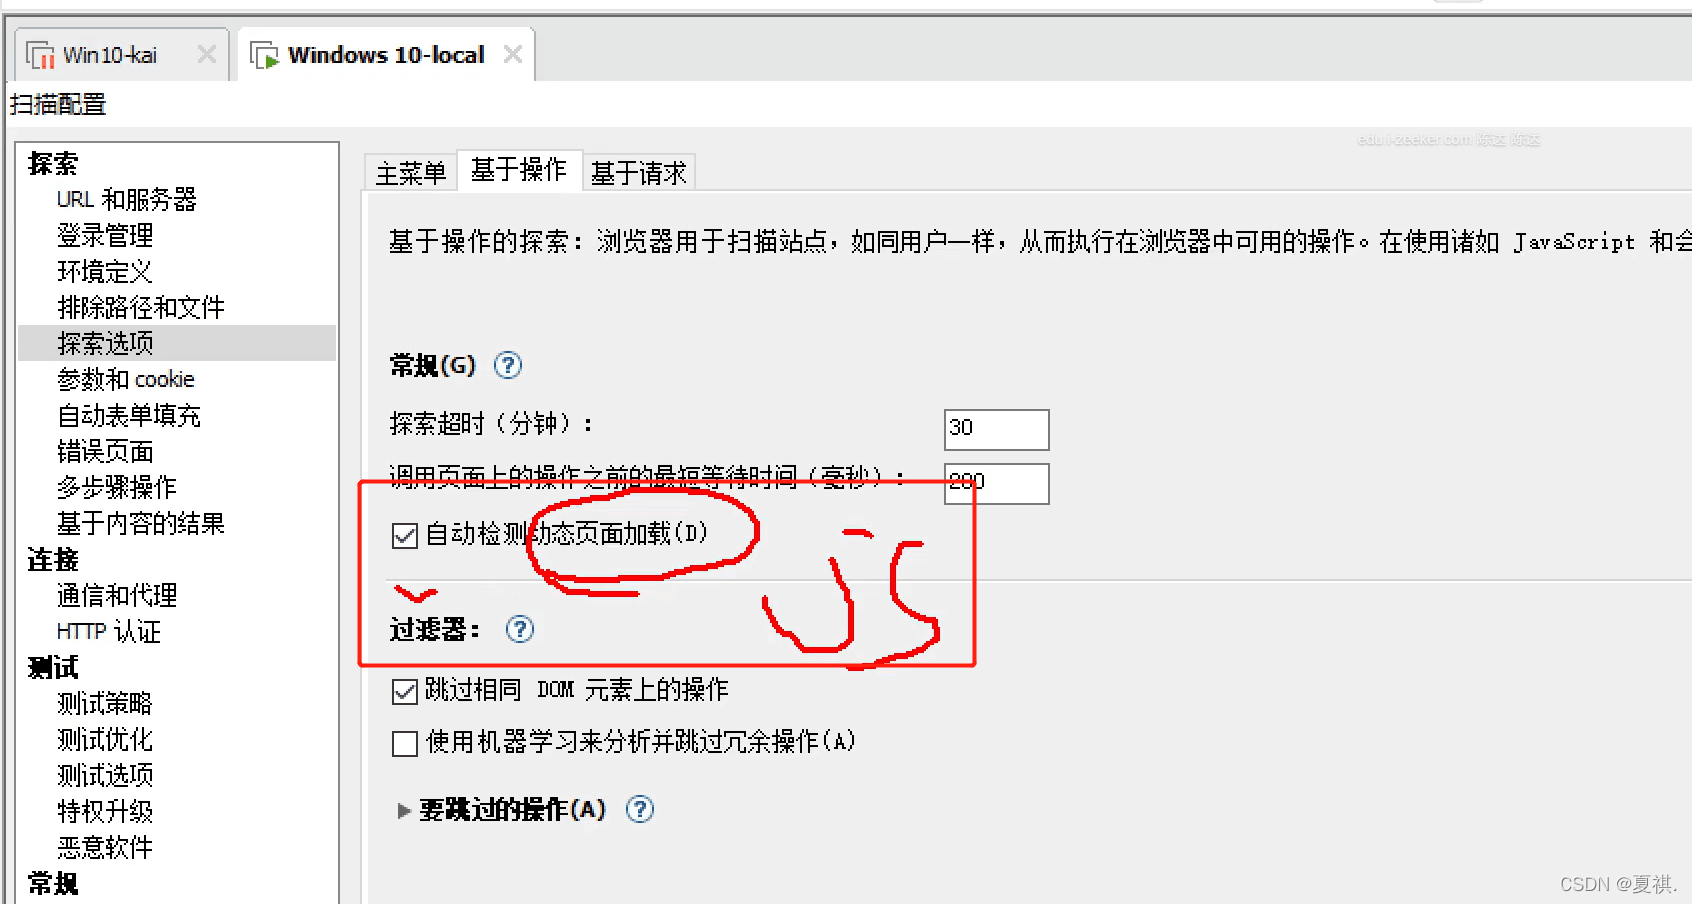 Win10-kai
Windows 10-local
扫描配置
edu.i-zeeker.com 陈达 陈达
探索
URL 和服务器
登录管理
环境定义
排除路径和文件
探索选项
参数和 cookie
自动表单填充
错误页面
多步骤操作
基于内容的结果
连接
通信和代理
HTTP 认证
测试
测试策略
测试优化
测试选项
特权升级
恶意软件
常规
主菜单 基于操作 基于请求
基于操作的探索：浏览器用于扫描站点，如同用户一样，从而执行在浏览器中可用的操作。在使用诸如 JavaScript 和会
常规(G)
探索超时（分钟）： 30
调用页面上的操作之前的最短等待时间（毫秒）： 200
自动检测动态页面加载(D)
js
过滤器：
跳过相同 DOM 元素上的操作
使用机器学习来分析并跳过冗余操作(A)
要跳过的操作(A)
CSDN @夏祺.